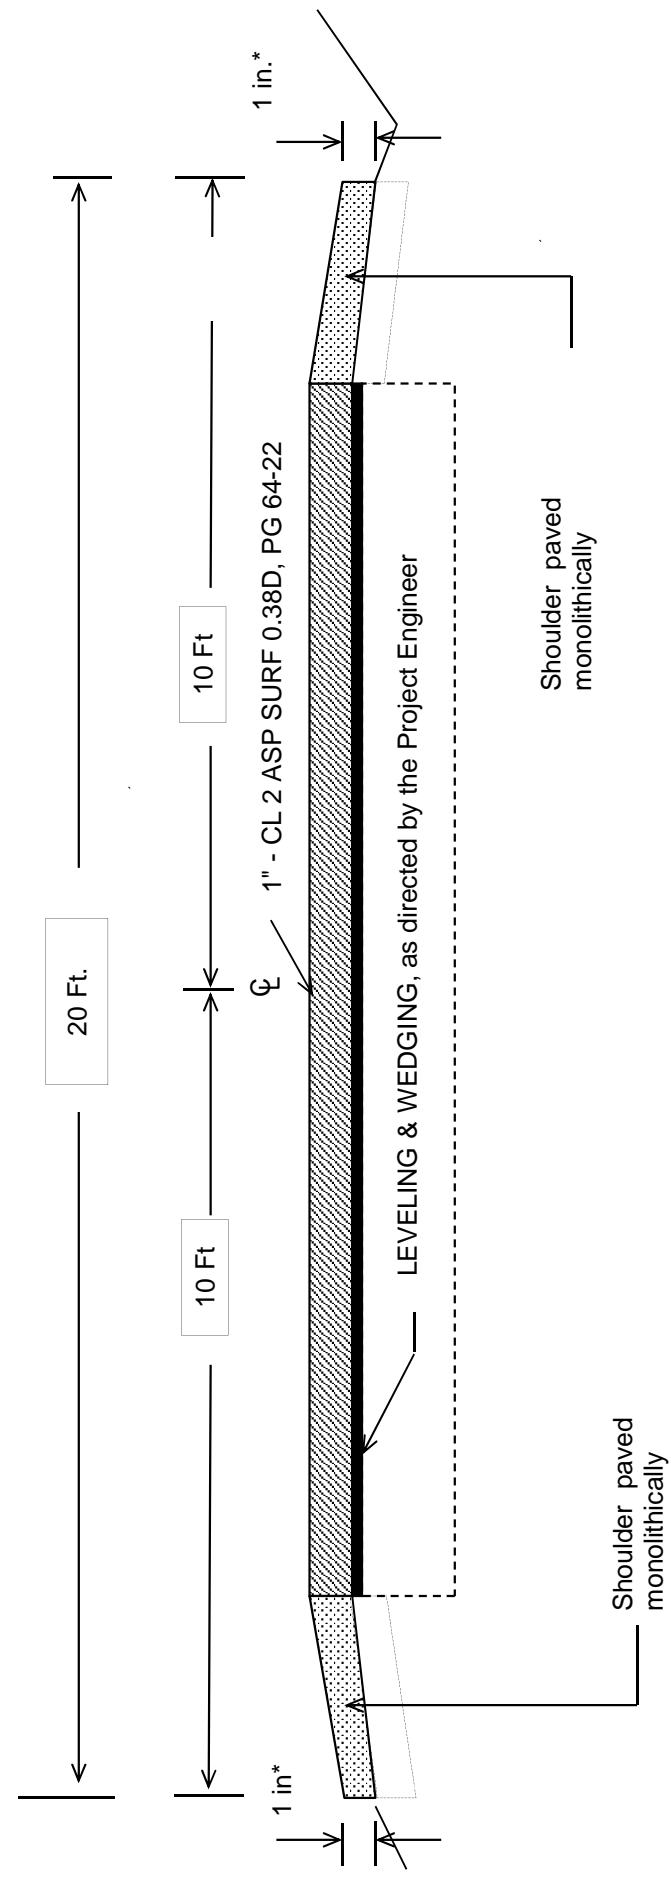 20 Ft.
10 Ft
10 Ft
1 in*
CL
1" - CL 2 ASP SURF 0.38D, PG 64-22
1 in.*
LEVELING & WEDGING, as directed by the Project Engineer
Shoulder paved
monolithically
Shoulder paved
monolithically